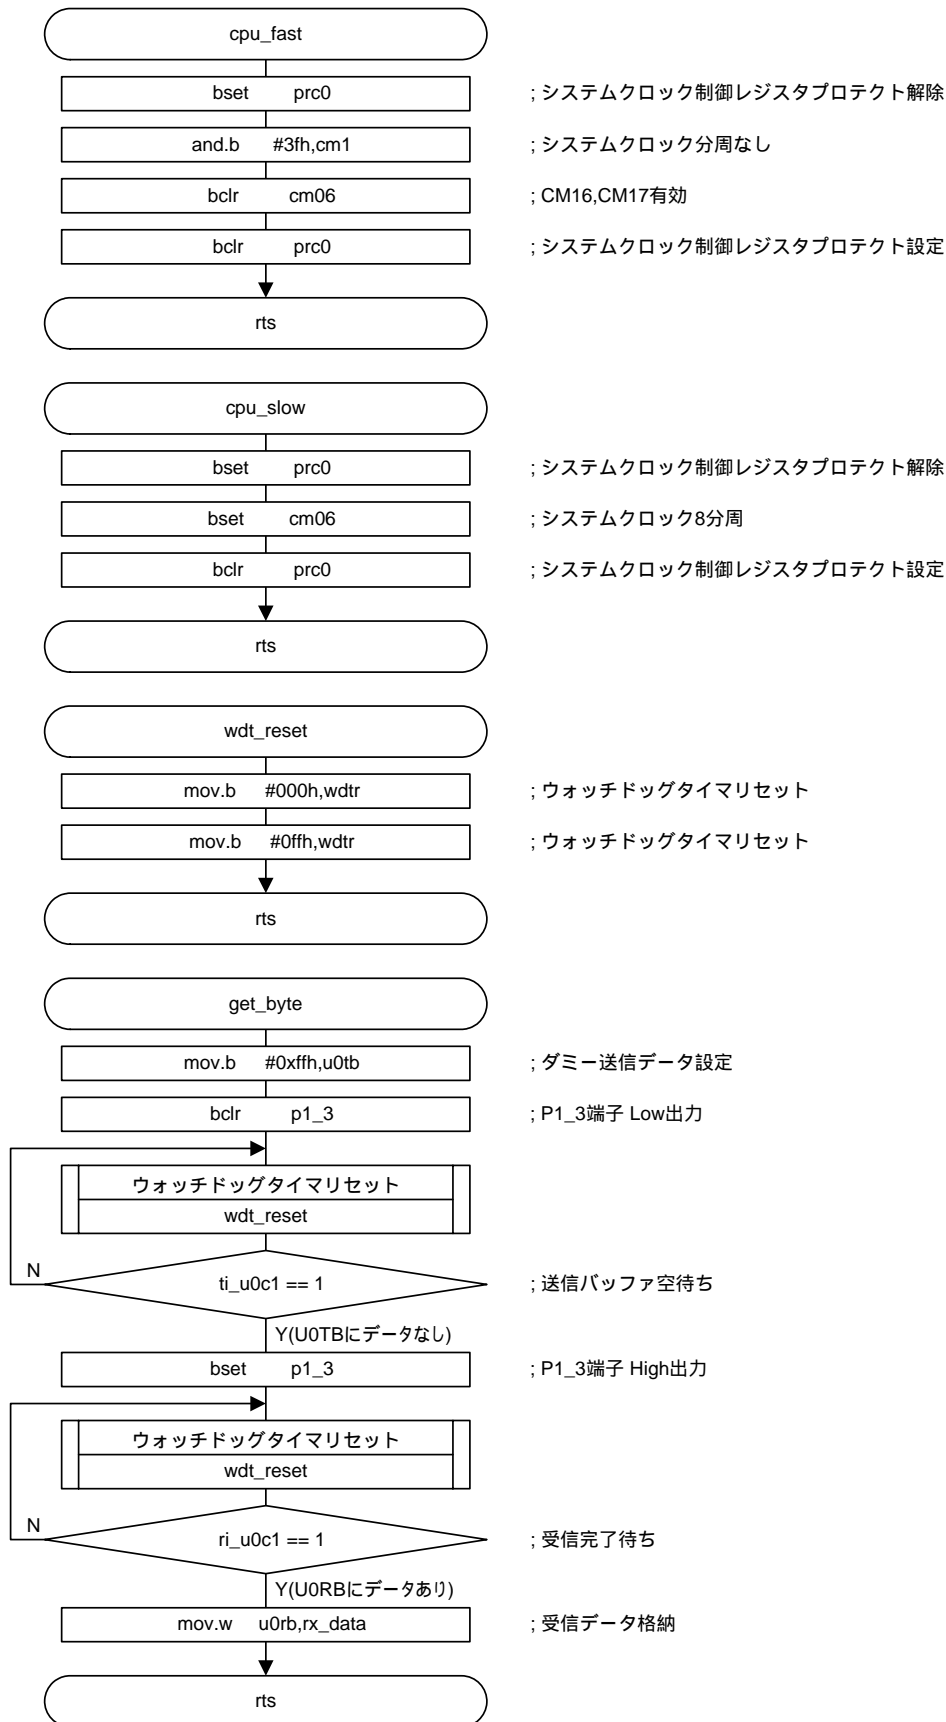 cpu_fast
bset prc0 ; システムクロック制御レジスタプロテクト解除
and.b #3fh,cm1 ; システムクロック分周なし
bclr cm06 ; CM16,CM17有効
bclr prc0 ; システムクロック制御レジスタプロテクト設定
rts
cpu_slow
bset prc0 ; システムクロック制御レジスタプロテクト解除
bset cm06 ; システムクロック8分周
bclr prc0 ; システムクロック制御レジスタプロテクト設定
rts
wdt_reset
mov.b #000h,wdtr ; ウォッチドッグタイマリセット
mov.b #0ffh,wdtr ; ウォッチドッグタイマリセット
rts
get_byte
mov.b #0xffh,u0tb ; ダミー送信データ設定
bclr p1_3 ; P1_3端子 Low出力
ウォッチドッグタイマリセット
wdt_reset
N
ti_u0c1 == 1 ; 送信バッファ空待ち
Y(U0TBにデータなし)
bset p1_3 ; P1_3端子 High出力
ウォッチドッグタイマリセット
wdt_reset
N
ri_u0c1 == 1 ; 受信完了待ち
Y(U0RBにデータあり)
mov.w u0rb,rx_data ; 受信データ格納
rts